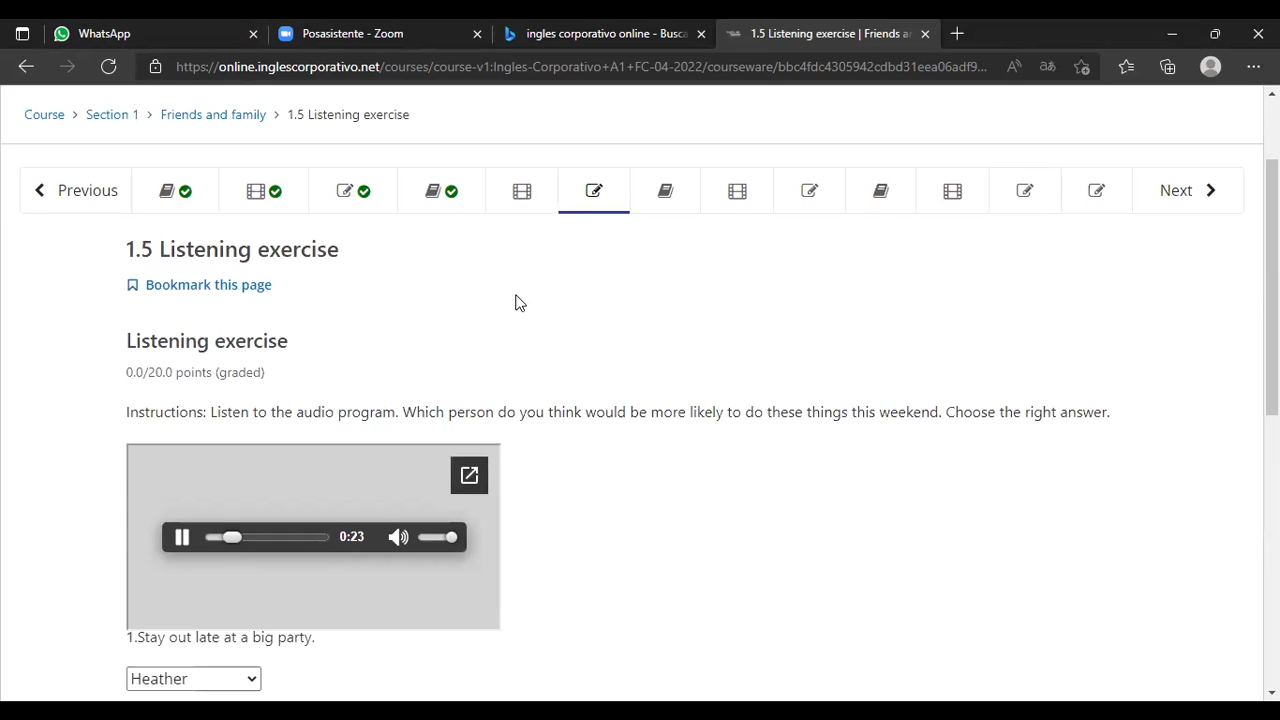 WhatsApp
Posasistente - Zoom
ingles corporativo online - Busca
1.5 Listening exercise | Friends a
https://online.inglescorporativo.net/courses/course-v1:Ingles-Corporativo+A1+FC-04-2022/courseware/bbc4fdc4305942cdbd31eea06adf9...
Course > Section 1 > Friends and family > 1.5 Listening exercise
Previous
Next
1.5 Listening exercise
Bookmark this page
Listening exercise
0.0/20.0 points (graded)
Instructions: Listen to the audio program. Which person do you think would be more likely to do these things this weekend. Choose the right answer.
0:23
1.Stay out late at a big party.
Heather